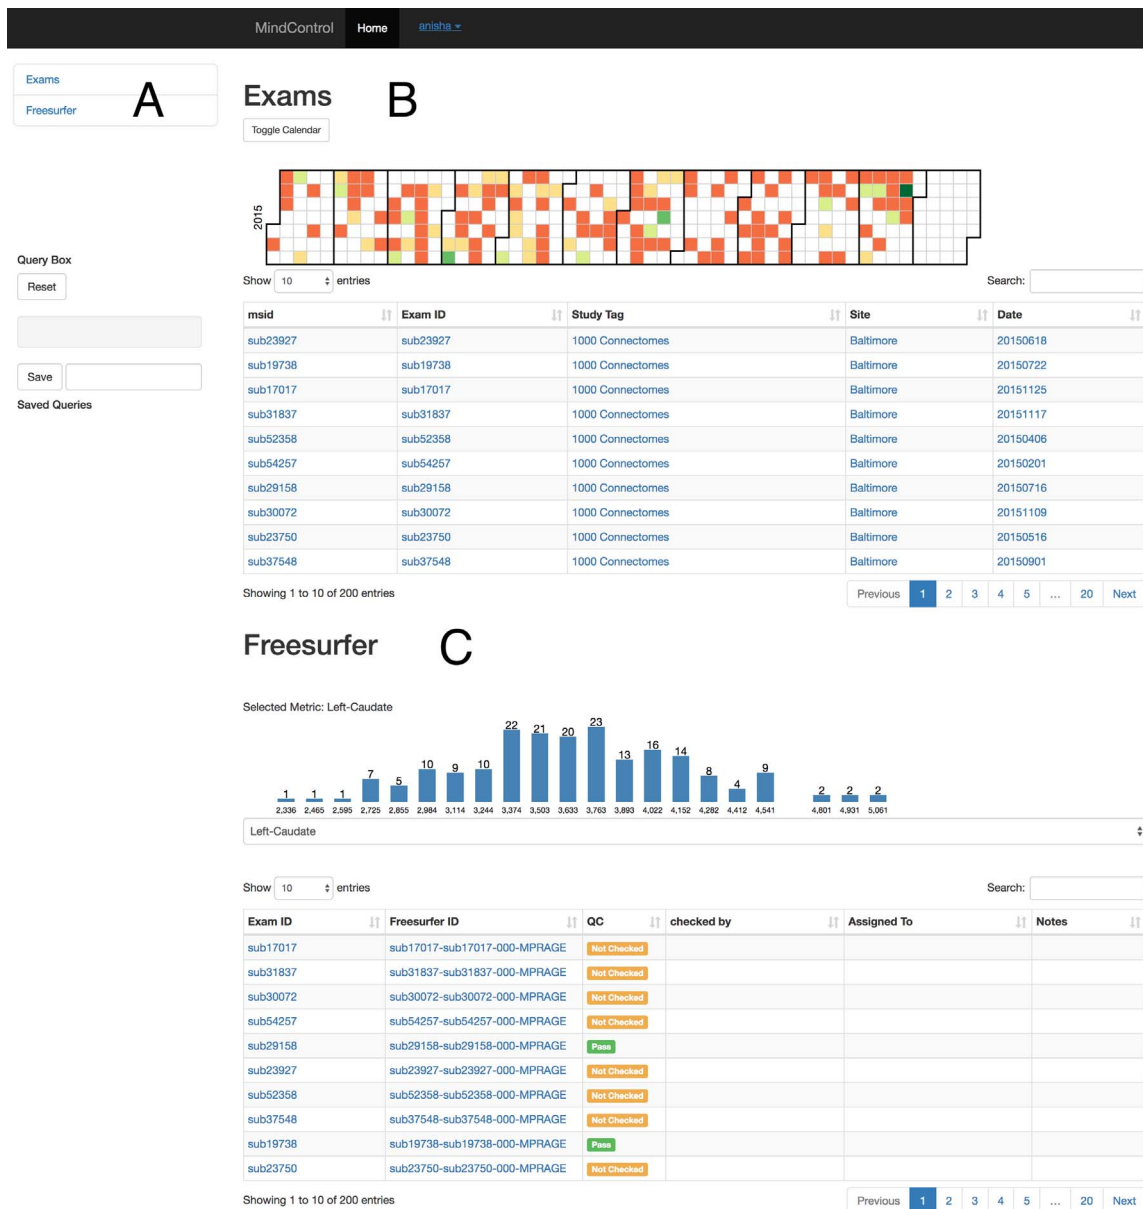 MindControl Home anisha
Exams
Freesurfer
A
Exams B
Toggle Calendar
2015
Query Box
Reset
Save
Saved Queries
Show 10 entries Search:
msid Exam ID Study Tag Site Date
sub23927 sub23927 1000 Connectomes Baltimore 20150618
sub19738 sub19738 1000 Connectomes Baltimore 20150722
sub17017 sub17017 1000 Connectomes Baltimore 20151125
sub31837 sub31837 1000 Connectomes Baltimore 20151117
sub52358 sub52358 1000 Connectomes Baltimore 20150406
sub54257 sub54257 1000 Connectomes Baltimore 20150201
sub29158 sub29158 1000 Connectomes Baltimore 20150716
sub30072 sub30072 1000 Connectomes Baltimore 20151109
sub23750 sub23750 1000 Connectomes Baltimore 20150516
sub37548 sub37548 1000 Connectomes Baltimore 20150901
Showing 1 to 10 of 200 entries Previous 1 2 3 4 5 ... 20 Next
Freesurfer C
Selected Metric: Left-Caudate
1 1 1 7 5 10 9 10 22 21 20 23 13 16 14 8 4 9 2 2 2
2,336 2,465 2,595 2,725 2,855 2,984 3,114 3,244 3,374 3,503 3,633 3,763 3,893 4,022 4,152 4,282 4,412 4,541 4,801 4,931 5,061
Left-Caudate
Show 10 entries Search:
Exam ID Freesurfer ID QC checked by Assigned To Notes
sub17017 sub17017-sub17017-000-MPRAGE Not Checked
sub31837 sub31837-sub31837-000-MPRAGE Not Checked
sub30072 sub30072-sub30072-000-MPRAGE Not Checked
sub54257 sub54257-sub54257-000-MPRAGE Not Checked
sub29158 sub29158-sub29158-000-MPRAGE Pass
sub23927 sub23927-sub23927-000-MPRAGE Not Checked
sub52358 sub52358-sub52358-000-MPRAGE Not Checked
sub37548 sub37548-sub37548-000-MPRAGE Not Checked
sub19738 sub19738-sub19738-000-MPRAGE Pass
sub23750 sub23750-sub23750-000-MPRAGE Not Checked
Showing 1 to 10 of 200 entries Previous 1 2 3 4 5 ... 20 Next